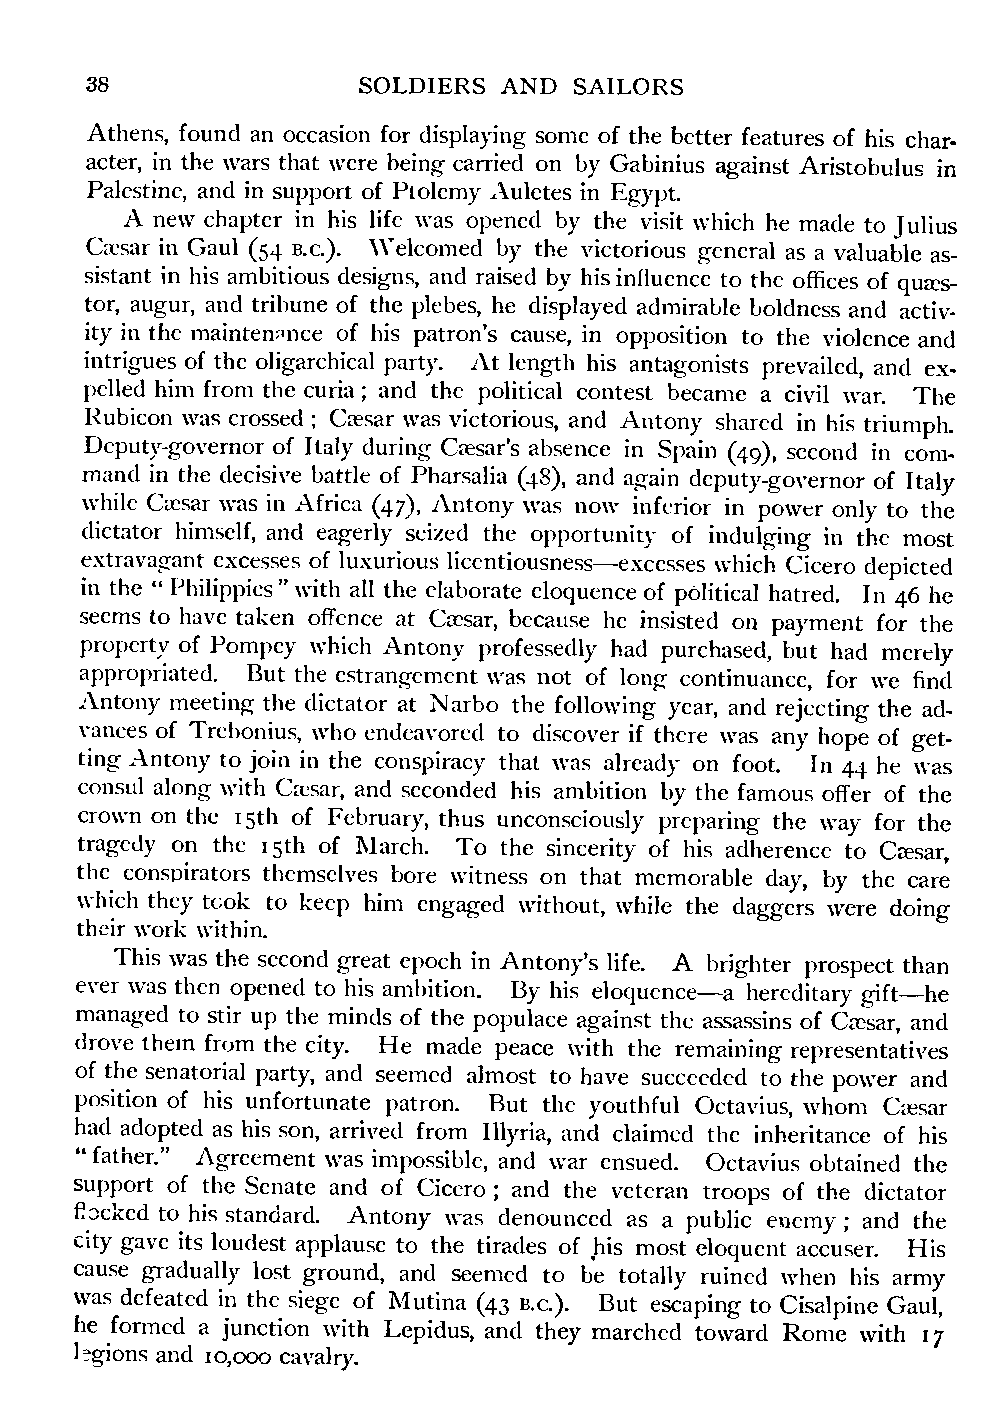 38 SOLDIERS AND SAILORS
Athens, found an occasion for displaying some of the better features of his char-
acter, in the wars that were being carried on by Gabinius against Aristobulus in
Palestine, and in support of Ptolemy Auletes in Egypt.
A new chapter in his life was opened by the visit which he made to Julius
Cæsar in Gaul (54 B.C.). Welcomed by the victorious general as a valuable as-
sistant in his ambitious designs, and raised by his influence to the offices of quæs-
tor, augur, and tribune of the plebes, he displayed admirable boldness and activ-
ity in the maintenance of his patron's cause, in opposition to the violence and
intrigues of the oligarchical party. At length his antagonists prevailed, and ex-
pelled him from the curia; and the political contest became a civil war. The
Rubicon was crossed; Cæsar was victorious, and Antony shared in his triumph.
Deputy-governor of Italy during Cæsar's absence in Spain (49), second in com-
mand in the decisive battle of Pharsalia (48), and again deputy-governor of Italy
while Cæsar was in Africa (47), Antony was now inferior in power only to the
dictator himself, and eagerly seized the opportunity of indulging in the most
extravagant excesses of luxurious licentiousness—excesses which Cicero depicted
in the "Philippics" with all the elaborate eloquence of political hatred. In 46 he
seems to have taken offence at Cæsar, because he insisted on payment for the
property of Pompey which Antony professedly had purchased, but had merely
appropriated. But the estrangement was not of long continuance, for we find
Antony meeting the dictator at Narbo the following year, and rejecting the ad-
vances of Trebonius, who endeavored to discover if there was any hope of get-
ting Antony to join in the conspiracy that was already on foot. In 44 he was
consul along with Cæsar, and seconded his ambition by the famous offer of the
crown on the 15th of February, thus unconsciously preparing the way for the
tragedy on the 15th of March. To the sincerity of his adherence to Cæsar,
the conspirators themselves bore witness on that memorable day, by the care
which they took to keep him engaged without, while the daggers were doing
their work within.
This was the second great epoch in Antony's life. A brighter prospect than
ever was then opened to his ambition. By his eloquence—a hereditary gift—he
managed to stir up the minds of the populace against the assassins of Cæsar, and
drove them from the city. He made peace with the remaining representatives
of the senatorial party, and seemed almost to have succeeded to the power and
position of his unfortunate patron. But the youthful Octavius, whom Cæsar
had adopted as his son, arrived from Illyria, and claimed the inheritance of his
"father." Agreement was impossible, and war ensued. Octavius obtained the
support of the Senate and of Cicero; and the veteran troops of the dictator
flocked to his standard. Antony was denounced as a public enemy; and the
city gave its loudest applause to the tirades of his most eloquent accuser. His
cause gradually lost ground, and seemed to be totally ruined when his army
was defeated in the siege of Mutina (43 B.C.). But escaping to Cisalpine Gaul,
he formed a junction with Lepidus, and they marched toward Rome with 17
legions and 10,000 cavalry.